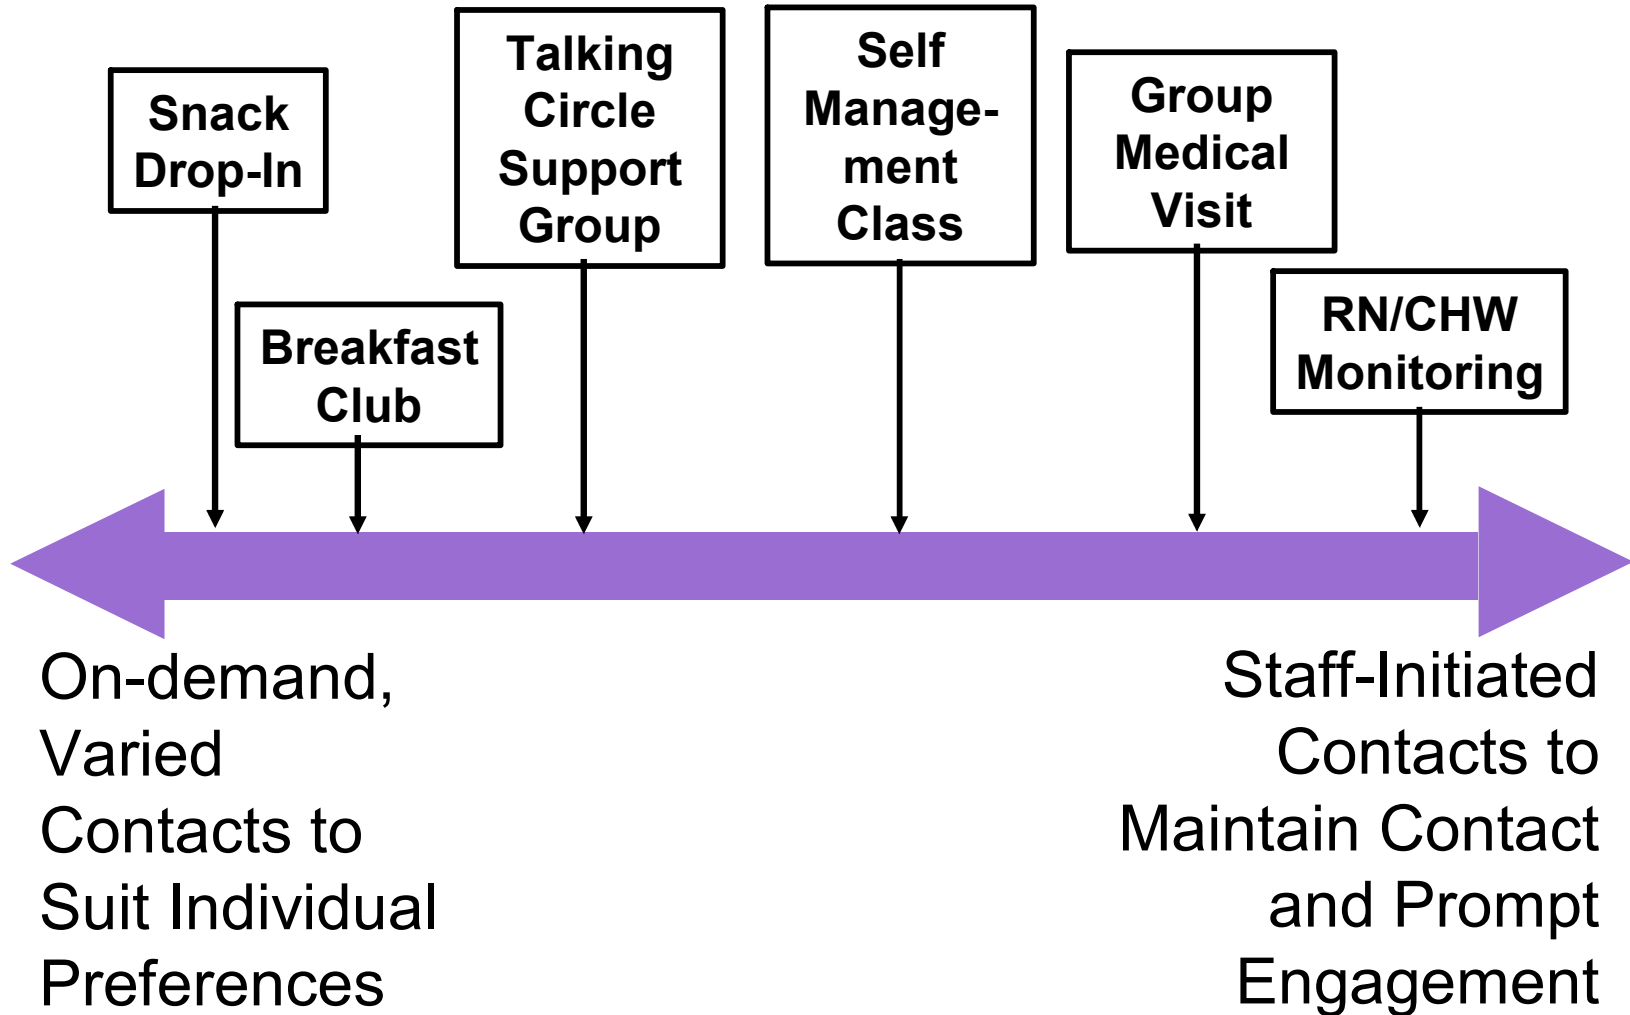 Snack
Drop-In
Breakfast
Club
Talking
Circle
Support
Group
Self
Manage-
ment
Class
Group
Medical
Visit
RN/CHW
Monitoring
On-demand,
Varied
Contacts to
Suit Individual
Preferences
Staff-Initiated
Contacts to
Maintain Contact
and Prompt
Engagement